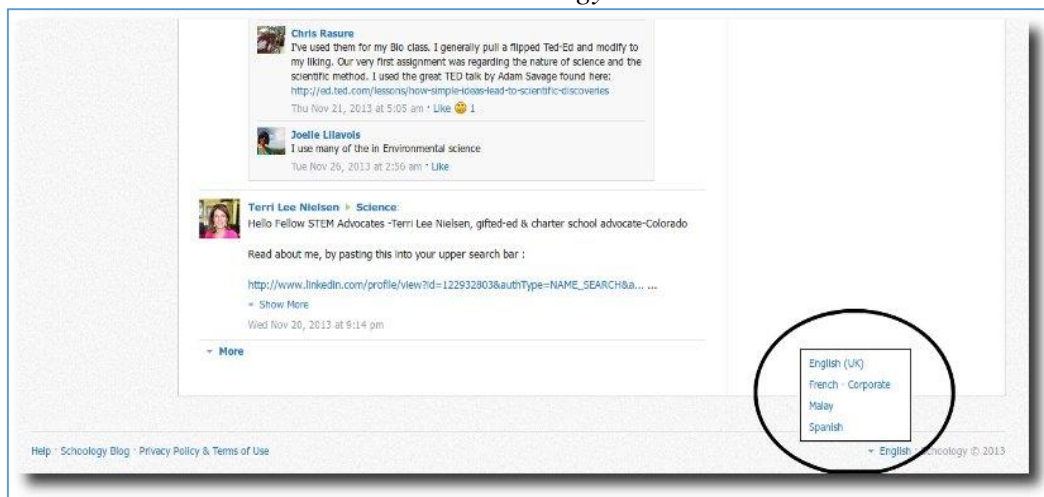 Chris Rasure
I've used them for my Bio class. I generally pull a flipped Ted-Ed and modify to
my liking. Our very first assignment was regarding the nature of science and the
scientific method. I used the great TED talk by Adam Savage found here:
http://ed.ted.com/lessons/how-simple-ideas-lead-to-scientific-discoveries
Thu Nov 21, 2013 at 5:05 am · Like 1
Joelle Lilavois
I use many of the in Environmental science
Tue Nov 26, 2013 at 2:56 am · Like
Terri Lee Nielsen ▸ Science:
Hello Fellow STEM Advocates -Terri Lee Nielsen, gifted-ed & charter school advocate-Colorado
Read about me, by pasting this into your upper search bar :
http://www.linkedin.com/profile/view?id=122932803&authType=NAME_SEARCH&a... ...
Show More
Wed Nov 20, 2013 at 9:14 pm
More
English (UK)
French · Corporate
Malay
Spanish
Help · Schoology Blog · Privacy Policy & Terms of Use
English · Schoology © 2013